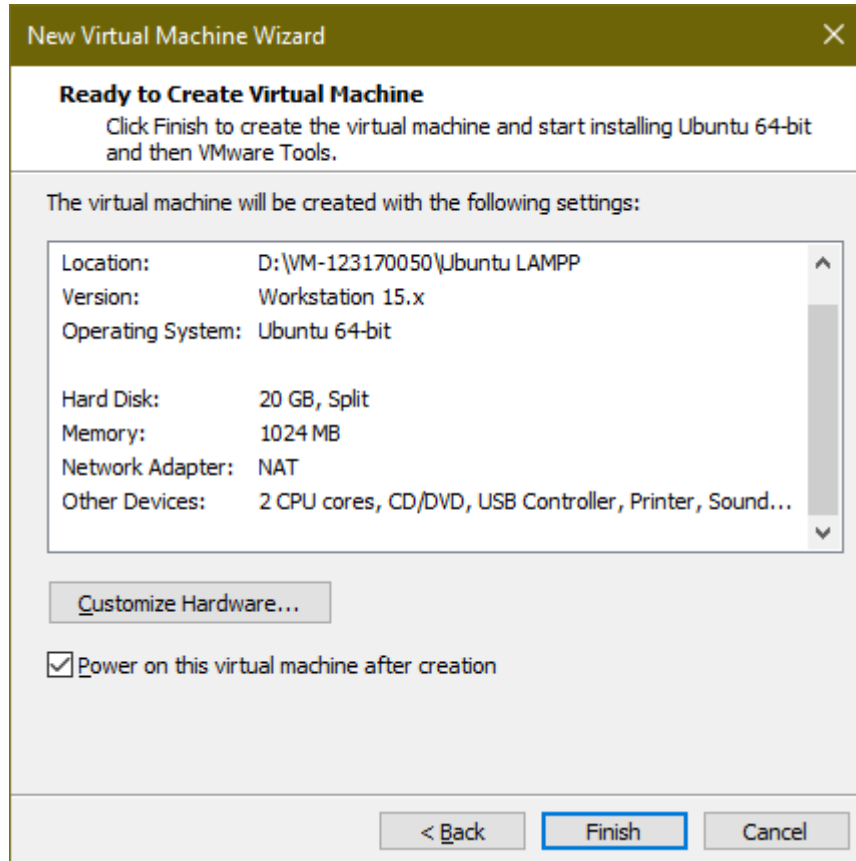 New Virtual Machine Wizard
Ready to Create Virtual Machine
Click Finish to create the virtual machine and start installing Ubuntu 64-bit
and then VMware Tools.
The virtual machine will be created with the following settings:
Location: D:\VM-123170050\Ubuntu LAMPP
Version: Workstation 15.x
Operating System: Ubuntu 64-bit
Hard Disk: 20 GB, Split
Memory: 1024 MB
Network Adapter: NAT
Other Devices: 2 CPU cores, CD/DVD, USB Controller, Printer, Sound...
Customize Hardware...
Power on this virtual machine after creation
< Back Finish Cancel